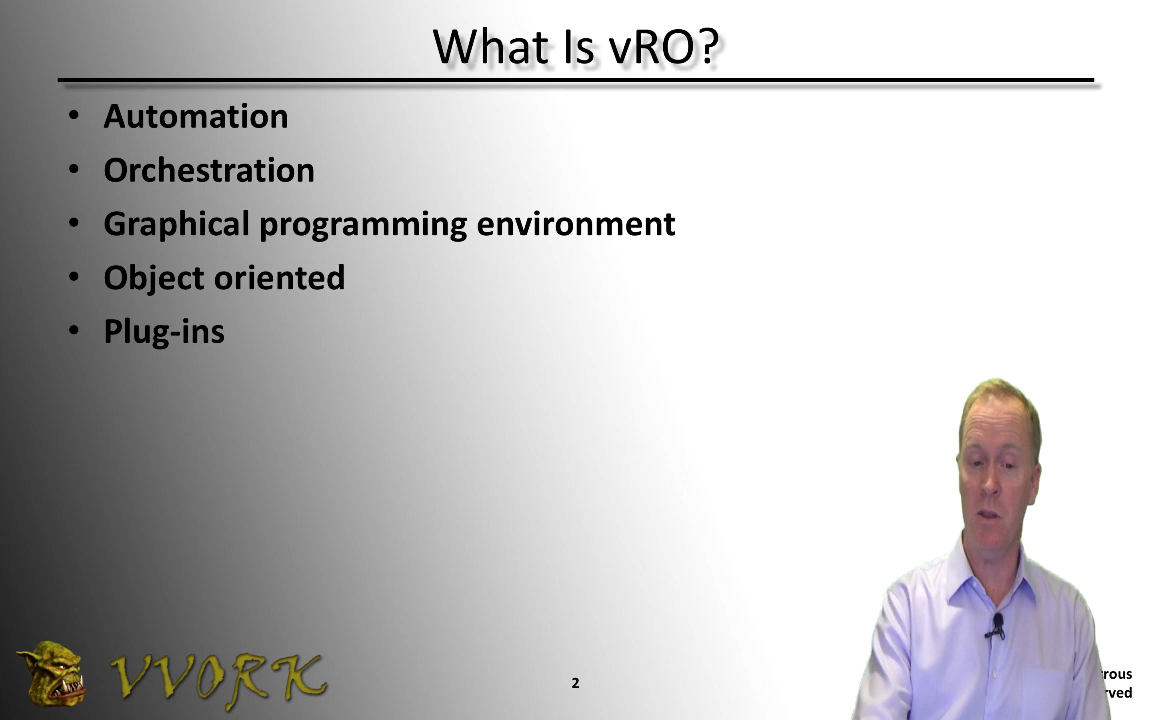 What Is vRO?
• Automation
• Orchestration
• Graphical programming environment
• Object oriented
• Plug-ins
VVORK
2